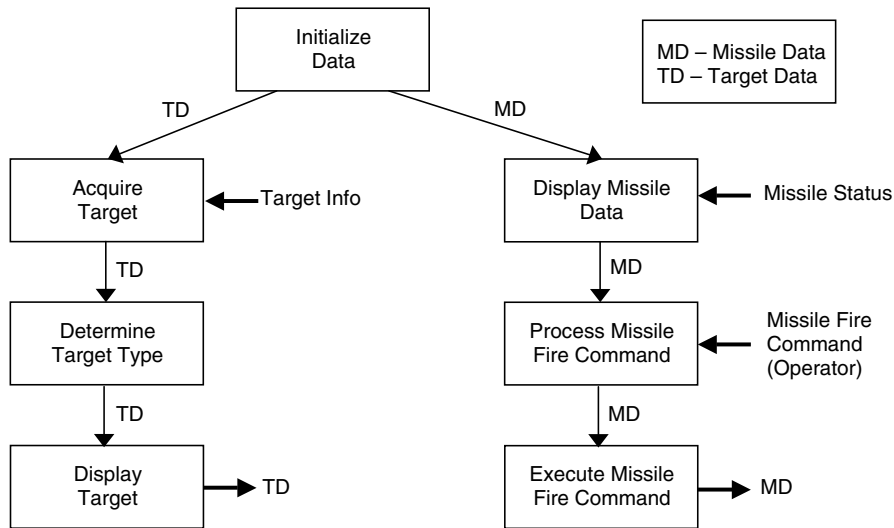 Initialize
Data
MD – Missile Data
TD – Target Data
TD
MD
Acquire
Target
Target Info
Display Missile
Data
Missile Status
TD
MD
Determine
Target Type
Process Missile
Fire Command
Missile Fire
Command
(Operator)
TD
MD
Display
Target
TD
Execute Missile
Fire Command
MD